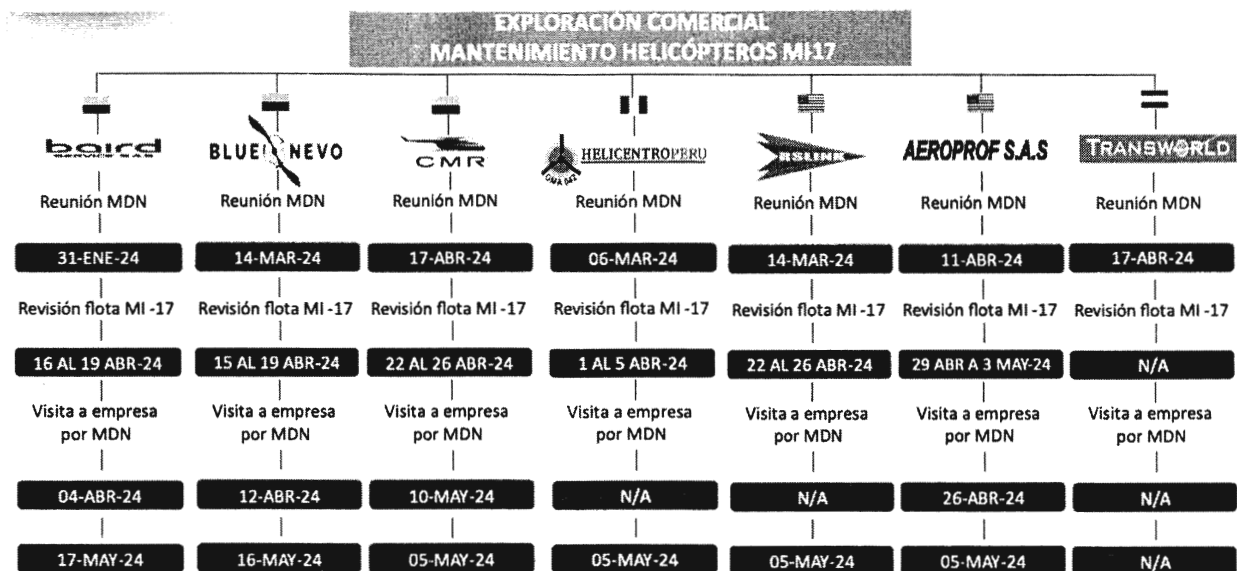 EXPLORACIÓN COMERCIAL
MANTENIMIENTO HELICÓPTEROS MI-17
baird
SERVICE S.A.S
BLUE NEVO
CMR
HELICENTROPERU
OMA 042
RSLINK
AEROPROF S.A.S
TRANSWORLD
Reunión MDN Reunión MDN Reunión MDN Reunión MDN Reunión MDN Reunión MDN Reunión MDN
31-ENE-24 14-MAR-24 17-ABR-24 06-MAR-24 14-MAR-24 11-ABR-24 17-ABR-24
Revisión flota MI -17 Revisión flota MI -17 Revisión flota MI -17 Revisión flota MI -17 Revisión flota MI -17 Revisión flota MI -17 Revisión flota MI -17
16 AL 19 ABR-24 15 AL 19 ABR-24 22 AL 26 ABR-24 1 AL 5 ABR-24 22 AL 26 ABR-24 29 ABR A 3 MAY-24 N/A
Visita a empresa Visita a empresa Visita a empresa Visita a empresa Visita a empresa Visita a empresa Visita a empresa
por MDN por MDN por MDN por MDN por MDN por MDN por MDN
04-ABR-24 12-ABR-24 10-MAY-24 N/A N/A 26-ABR-24 N/A
17-MAY-24 16-MAY-24 05-MAY-24 05-MAY-24 05-MAY-24 05-MAY-24 N/A